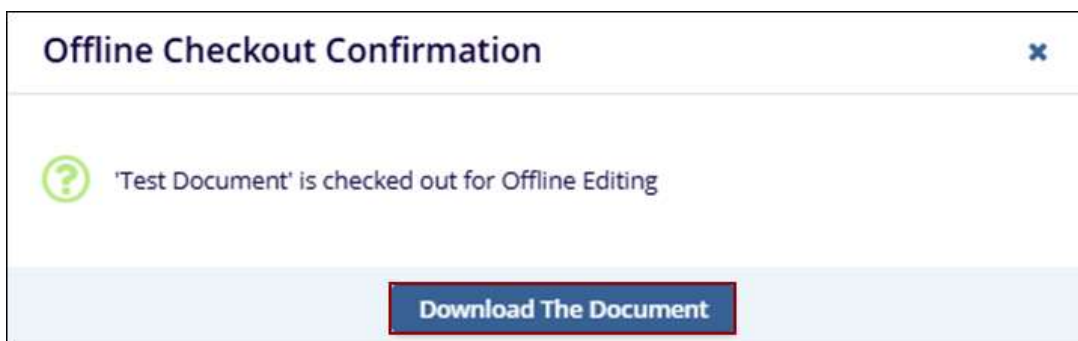 Offline Checkout Confirmation
'Test Document' is checked out for Offline Editing
Download The Document